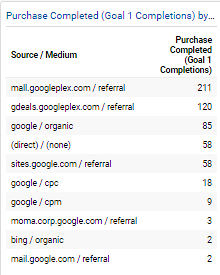 Purchase Completed (Goal 1 Completions) by...
Source / Medium
Purchase
Completed
(Goal 1
Completions)
mall.googleplex.com / referral 211
gdeals.googleplex.com / referral 120
google / organic 85
(direct) / (none) 58
sites.google.com / referral 58
google / cpc 18
google / cpm 9
moma.corp.google.com / referral 3
bing / organic 2
mail.google.com / referral 2